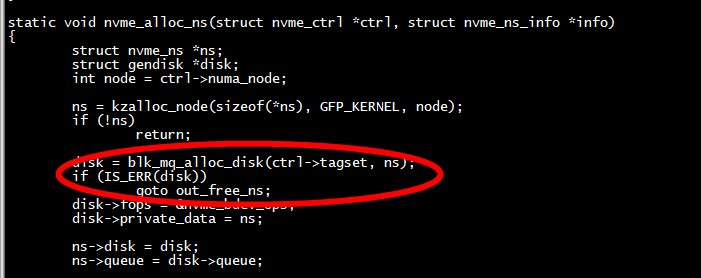 static void nvme_alloc_ns(struct nvme_ctrl *ctrl, struct nvme_ns_info *info)
{
        struct nvme_ns *ns;
        struct gendisk *disk;
        int node = ctrl->numa_node;

        ns = kzalloc_node(sizeof(*ns), GFP_KERNEL, node);
        if (!ns)
                return;

        disk = blk_mq_alloc_disk(ctrl->tagset, ns);
        if (IS_ERR(disk))
                goto out_free_ns;
        disk->fops = &nvme_bdev_ops;
        disk->private_data = ns;

        ns->disk = disk;
        ns->queue = disk->queue;